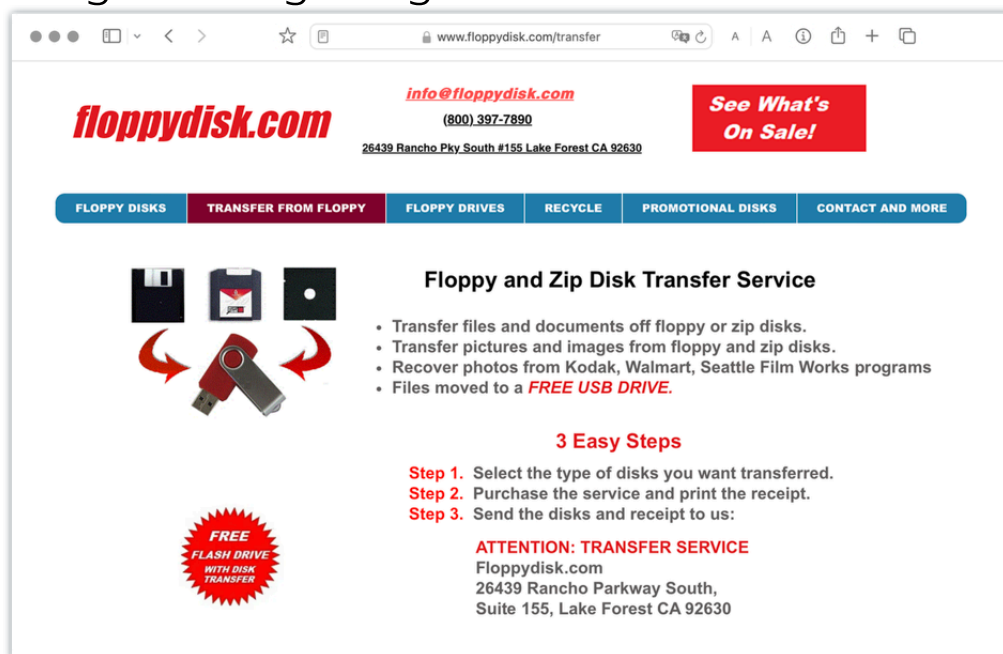 www.floppydisk.com/transfer
A A
floppydisk.com
info@floppydisk.com
(800) 397-7890
26439 Rancho Pky South #155 Lake Forest CA 92630
See What's
On Sale!
FLOPPY DISKS TRANSFER FROM FLOPPY FLOPPY DRIVES RECYCLE PROMOTIONAL DISKS CONTACT AND MORE
Floppy and Zip Disk Transfer Service
• Transfer files and documents off floppy or zip disks.
• Transfer pictures and images from floppy and zip disks.
• Recover photos from Kodak, Walmart, Seattle Film Works programs
• Files moved to a FREE USB DRIVE.
3 Easy Steps
Step 1. Select the type of disks you want transferred.
Step 2. Purchase the service and print the receipt.
Step 3. Send the disks and receipt to us:
FREE
FLASH DRIVE
WITH DISK
TRANSFER
ATTENTION: TRANSFER SERVICE
Floppydisk.com
26439 Rancho Parkway South,
Suite 155, Lake Forest CA 92630